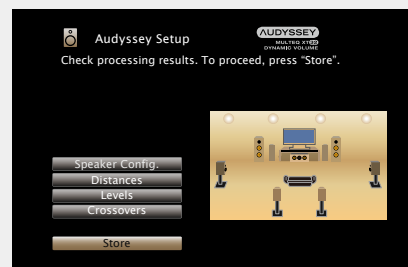 Audyssey Setup
AUDYSSEY
MULTEQ XT32
DYNAMIC VOLUME
Check processing results. To proceed, press “Store”.
Speaker Config.
Distances
Levels
Crossovers
Store